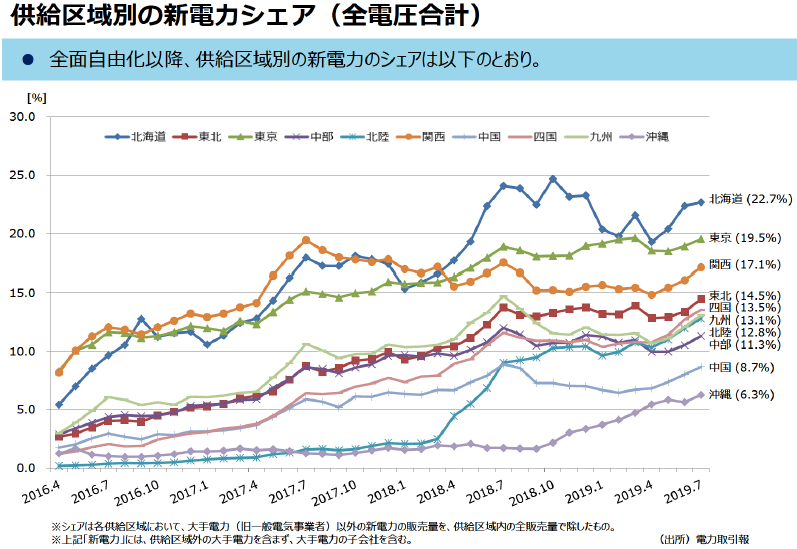 供給区域別の新電力シェア（全電圧合計）
● 全面自由化以降、供給区域別の新電力のシェアは以下のとおり。
[%]
30.0
25.0
20.0
15.0
10.0
5.0
0.0
北海道 東北 東京 中部 北陸 関西 中国 四国 九州 沖縄
北海道 (22.7%)
東京 (19.5%)
関西 (17.1%)
東北 (14.5%)
四国 (13.5%)
九州 (13.1%)
北陸 (12.8%)
中部 (11.3%)
中国 (8.7%)
沖縄 (6.3%)
2016.4 2016.7 2016.10 2017.1 2017.4 2017.7 2017.10 2018.1 2018.4 2018.7 2018.10 2019.1 2019.4 2019.7
※シェアは各供給区域において、大手電力（旧一般電気事業者）以外の新電力の販売量を、供給区域内の全販売量で除したもの。
※上記「新電力」には、供給区域外の大手電力を含まず、大手電力の子会社を含む。
（出所）電力取引報